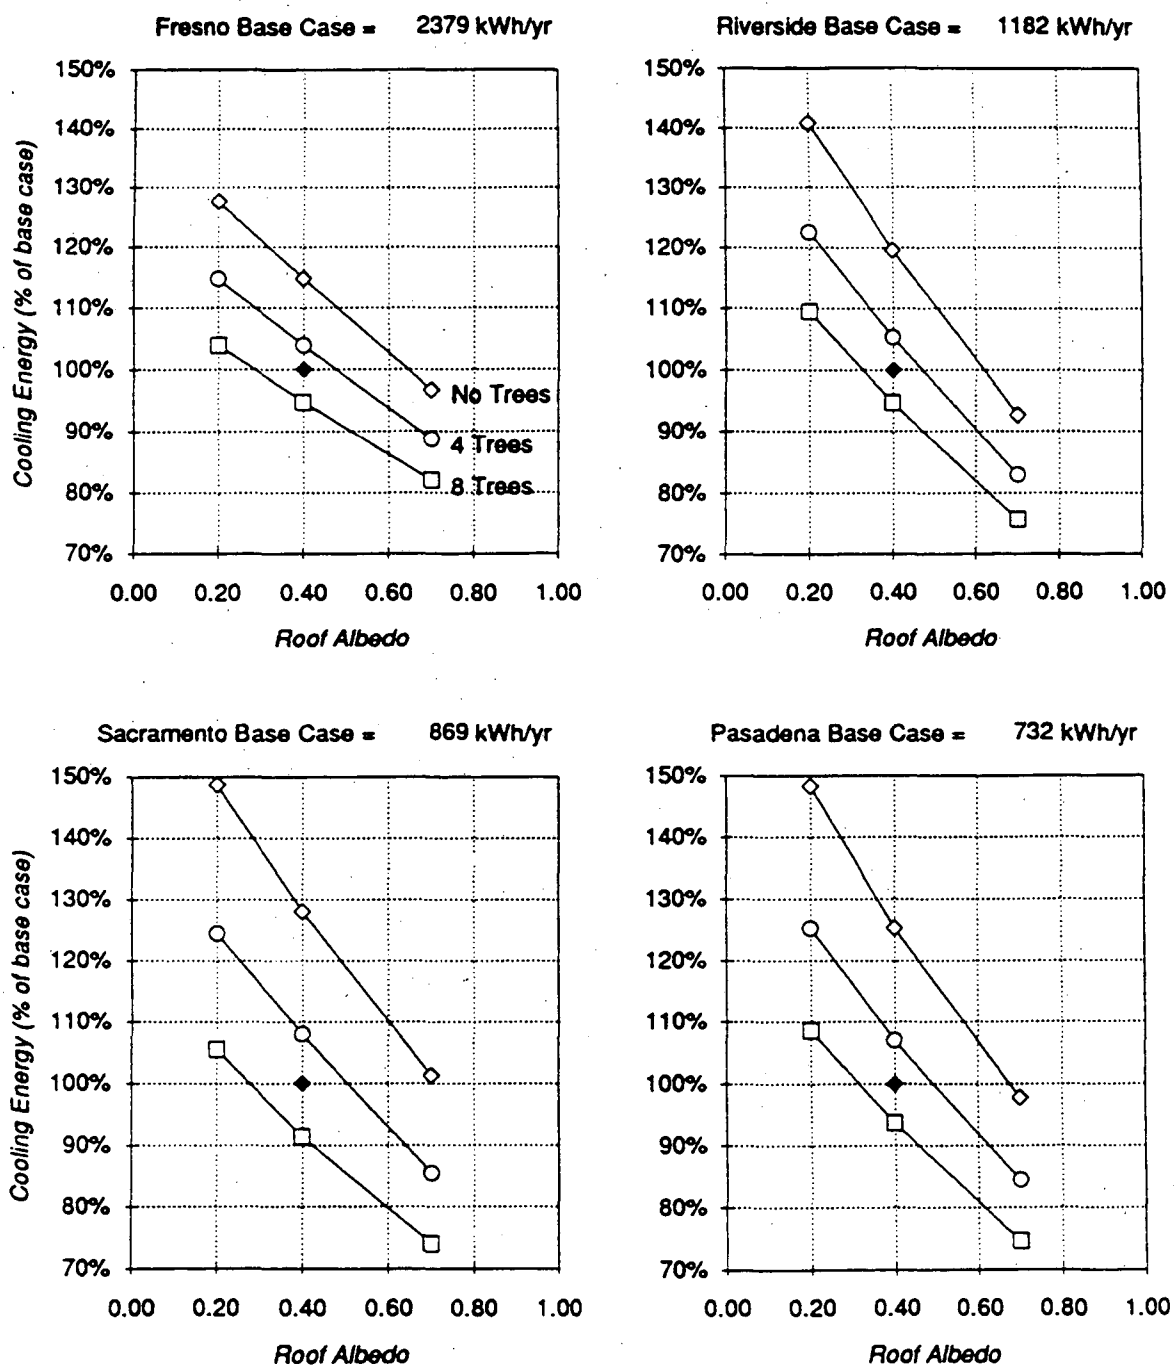 Fresno Base Case = 2379 kWh/yr
150%
140%
130%
120%
110%
100%
90%
80%
70%
Cooling Energy (% of base case)
No Trees
4 Trees
8 Trees
0.00 0.20 0.40 0.60 0.80 1.00
Roof Albedo
Riverside Base Case = 1182 kWh/yr
150%
140%
130%
120%
110%
100%
90%
80%
70%
0.00 0.20 0.40 0.60 0.80 1.00
Roof Albedo
Sacramento Base Case = 869 kWh/yr
150%
140%
130%
120%
110%
100%
90%
80%
70%
Cooling Energy (% of base case)
0.00 0.20 0.40 0.60 0.80 1.00
Roof Albedo
Pasadena Base Case = 732 kWh/yr
150%
140%
130%
120%
110%
100%
90%
80%
70%
0.00 0.20 0.40 0.60 0.80 1.00
Roof Albedo